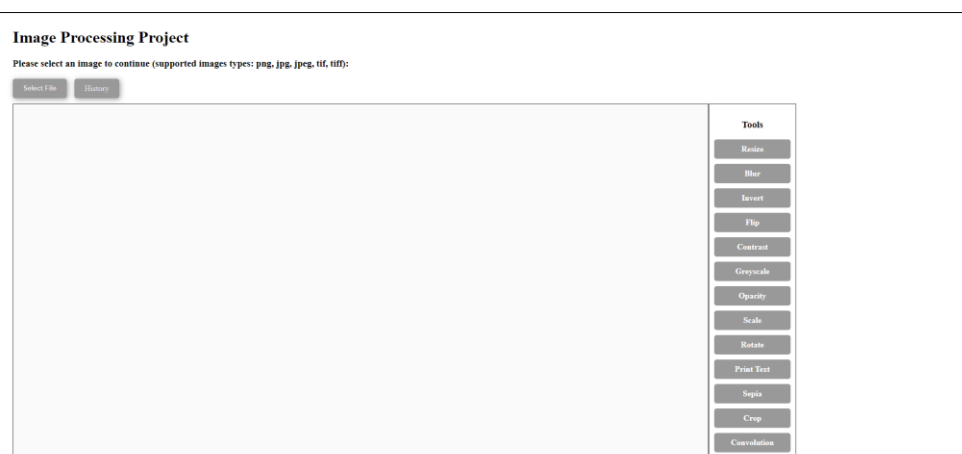 Image Processing Project
Please select an image to continue (supported images types: png, jpg, jpeg, tif, tiff):
Select File
History
Tools
Resize
Blur
Invert
Flip
Contrast
Greyscale
Opacity
Scale
Rotate
Print Text
Sepia
Crop
Convolution